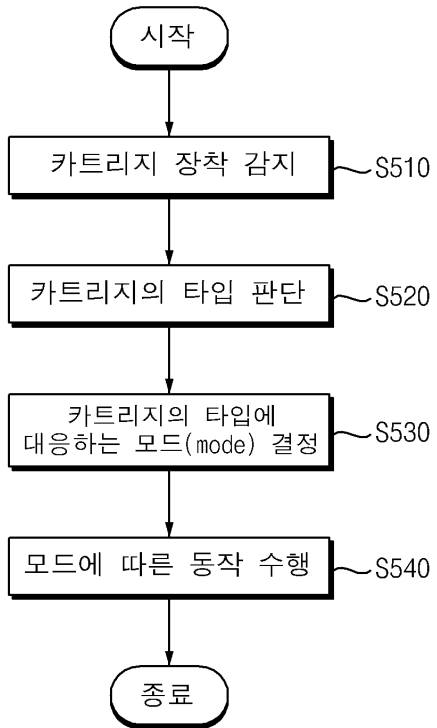 시작
카트리지 장착 감지
S510
카트리지의 타입 판단
S520
카트리지의 타입에
대응하는 모드(mode) 결정
S530
모드에 따른 동작 수행
S540
종료